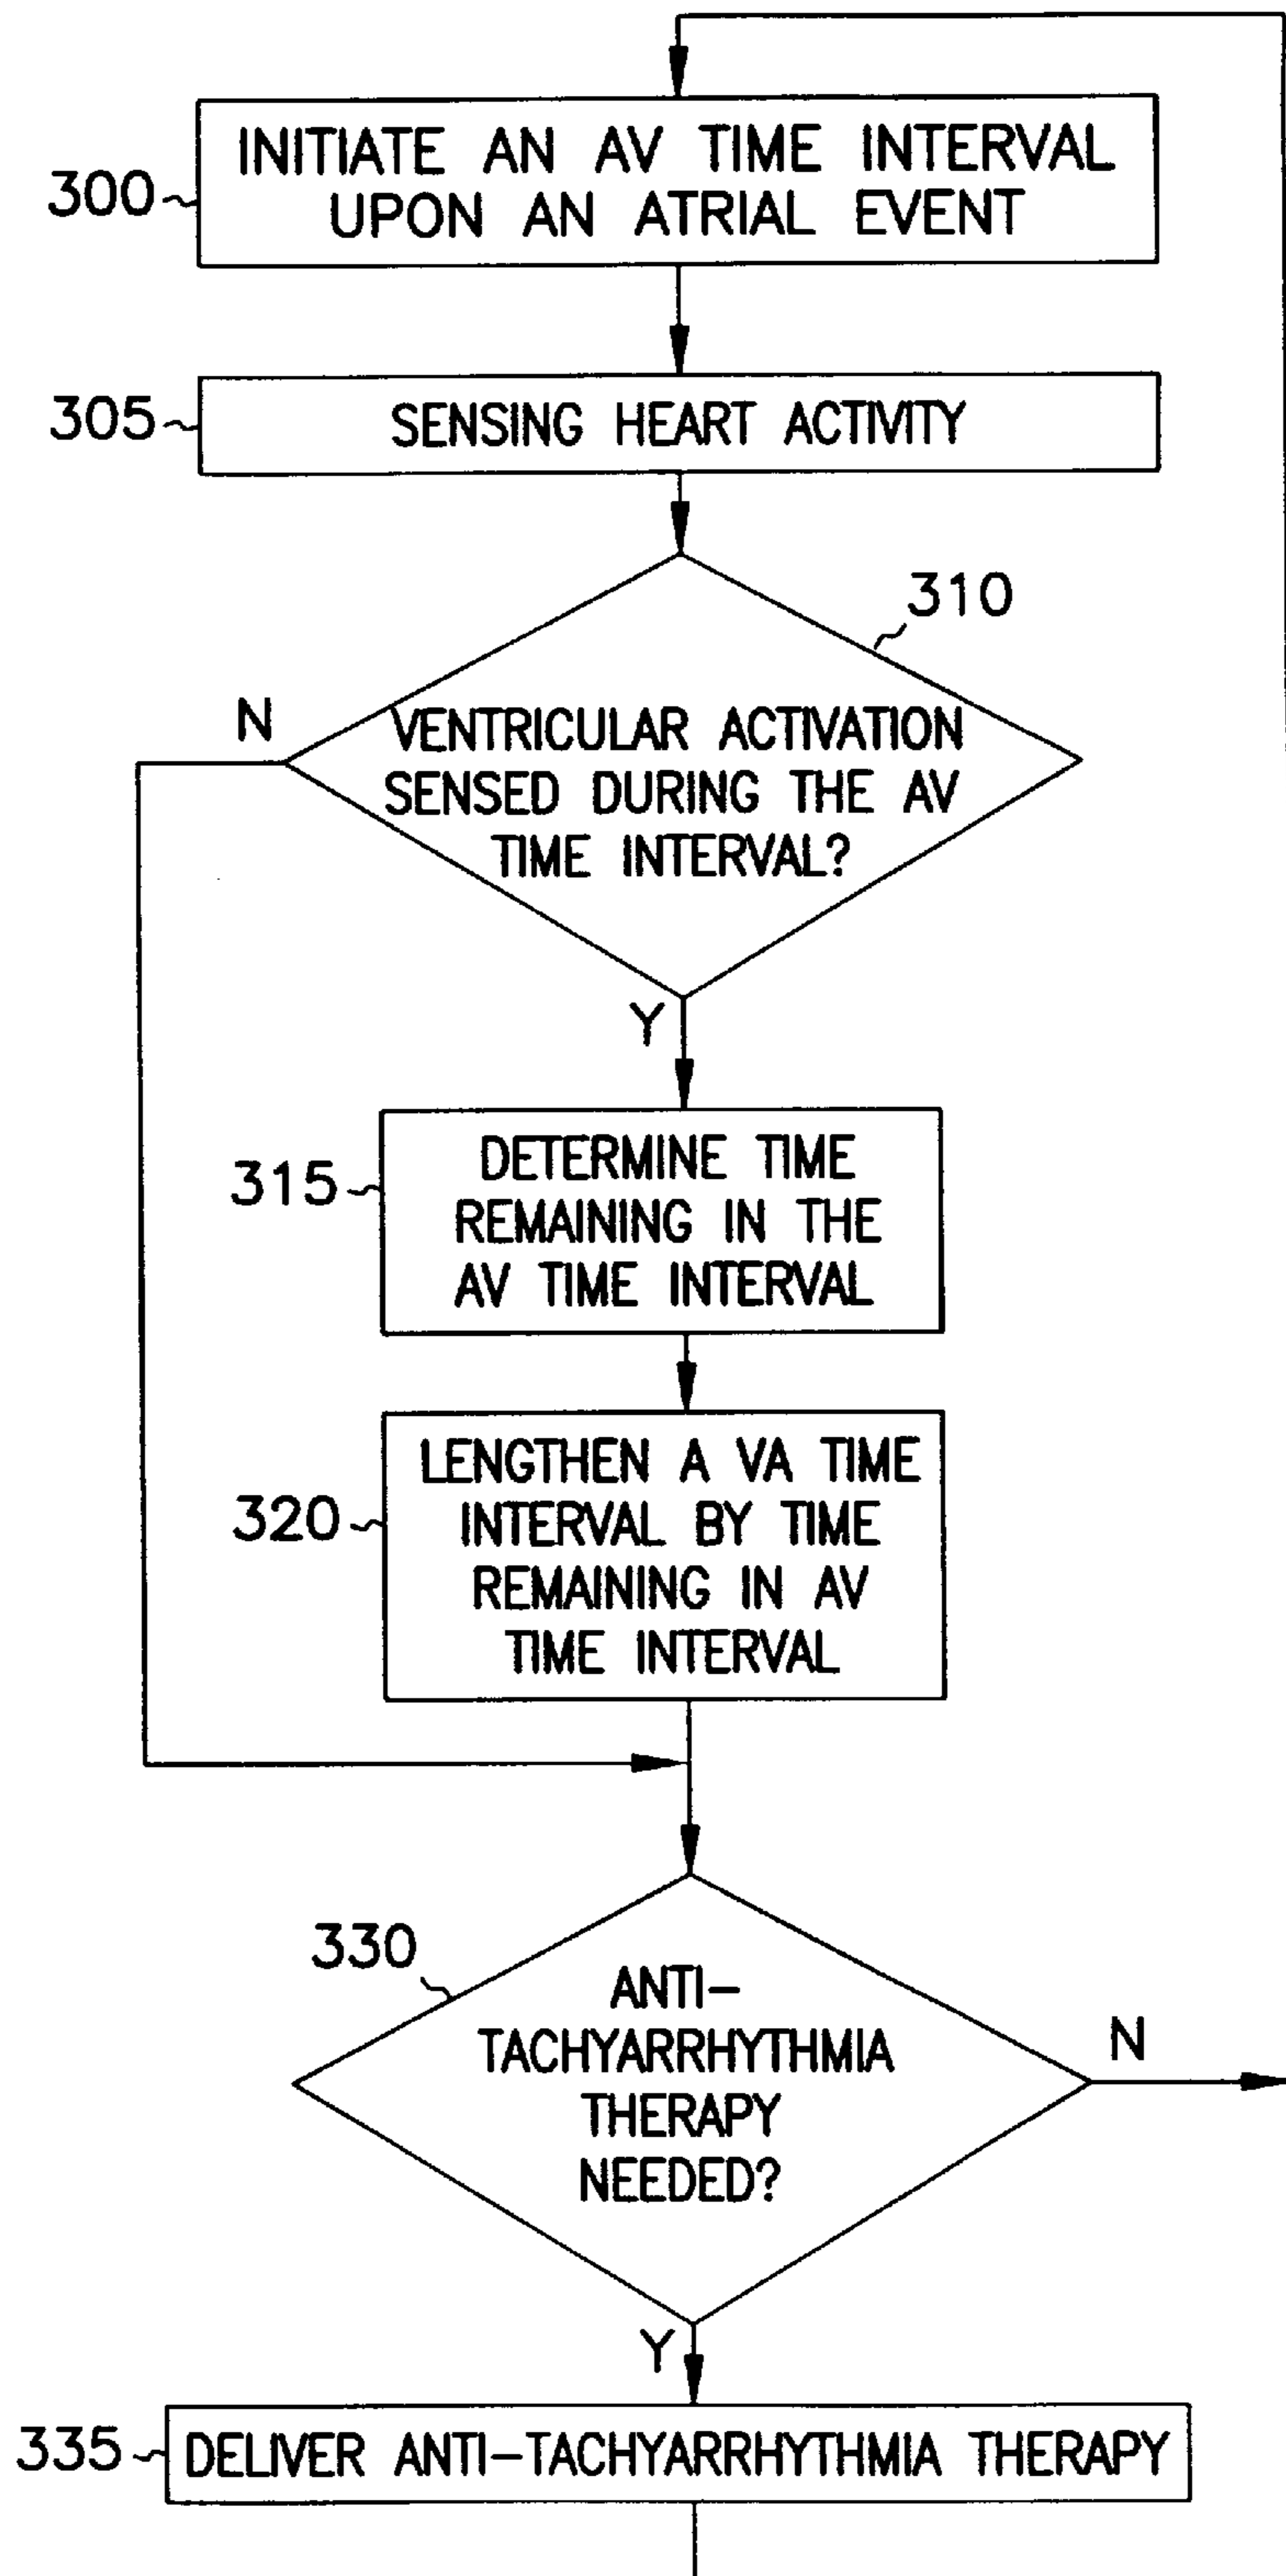 INITIATE AN AV TIME INTERVAL
UPON AN ATRIAL EVENT
300
SENSING HEART ACTIVITY
305
310
N
VENTRICULAR ACTIVATION
SENSED DURING THE AV
TIME INTERVAL?
Y
DETERMINE TIME
REMAINING IN THE
AV TIME INTERVAL
315
LENGTHEN A VA TIME
INTERVAL BY TIME
REMAINING IN AV
TIME INTERVAL
320
330
ANTI-
TACHYARRHYTHMIA
THERAPY
NEEDED?
N
Y
335
DELIVER ANTI-TACHYARRHYTHMIA THERAPY